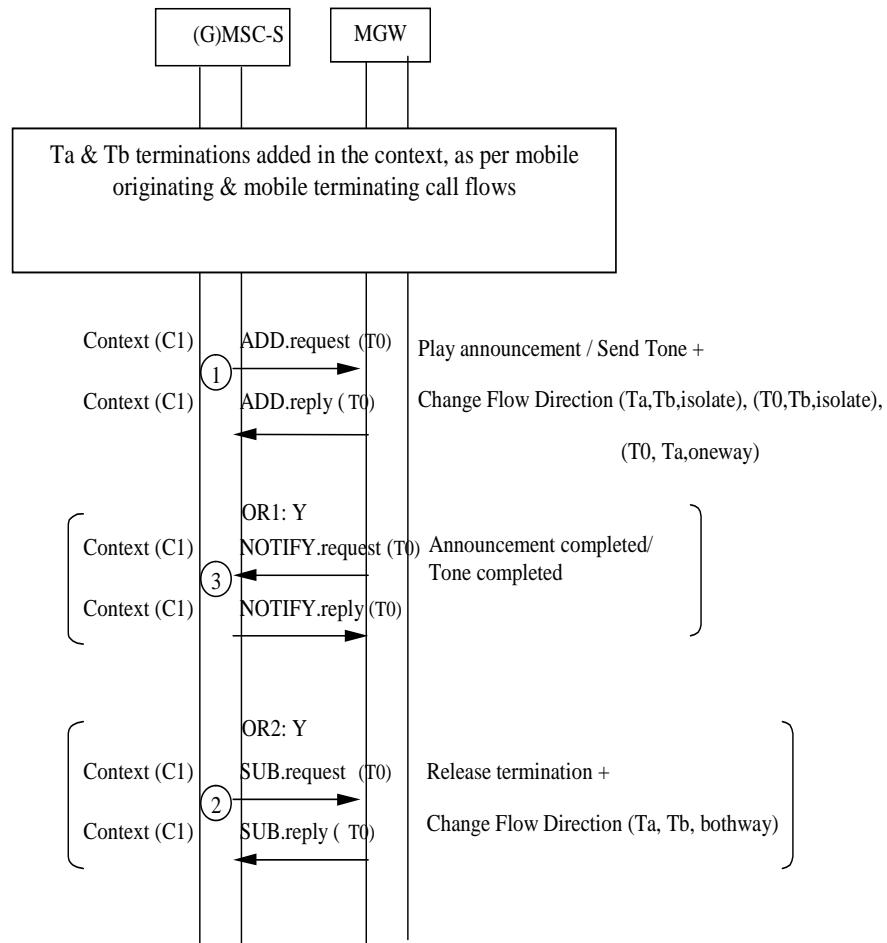 (G)MSC-S
MGW
Ta & Tb terminations added in the context, as per mobile
originating & mobile terminating call flows
Context (C1) ADD.request (T0)
Play announcement / Send Tone +
1
Context (C1) ADD.reply ( T0)
Change Flow Direction (Ta,Tb,isolate), (T0,Tb,isolate),
(T0, Ta,oneway)
OR1: Y
Context (C1) NOTIFY.request (T0)
Announcement completed/
Tone completed
3
Context (C1) NOTIFY.reply (T0)
OR2: Y
Context (C1) SUB.request (T0)
Release termination +
2
Context (C1) SUB.reply ( T0)
Change Flow Direction (Ta, Tb, bothway)